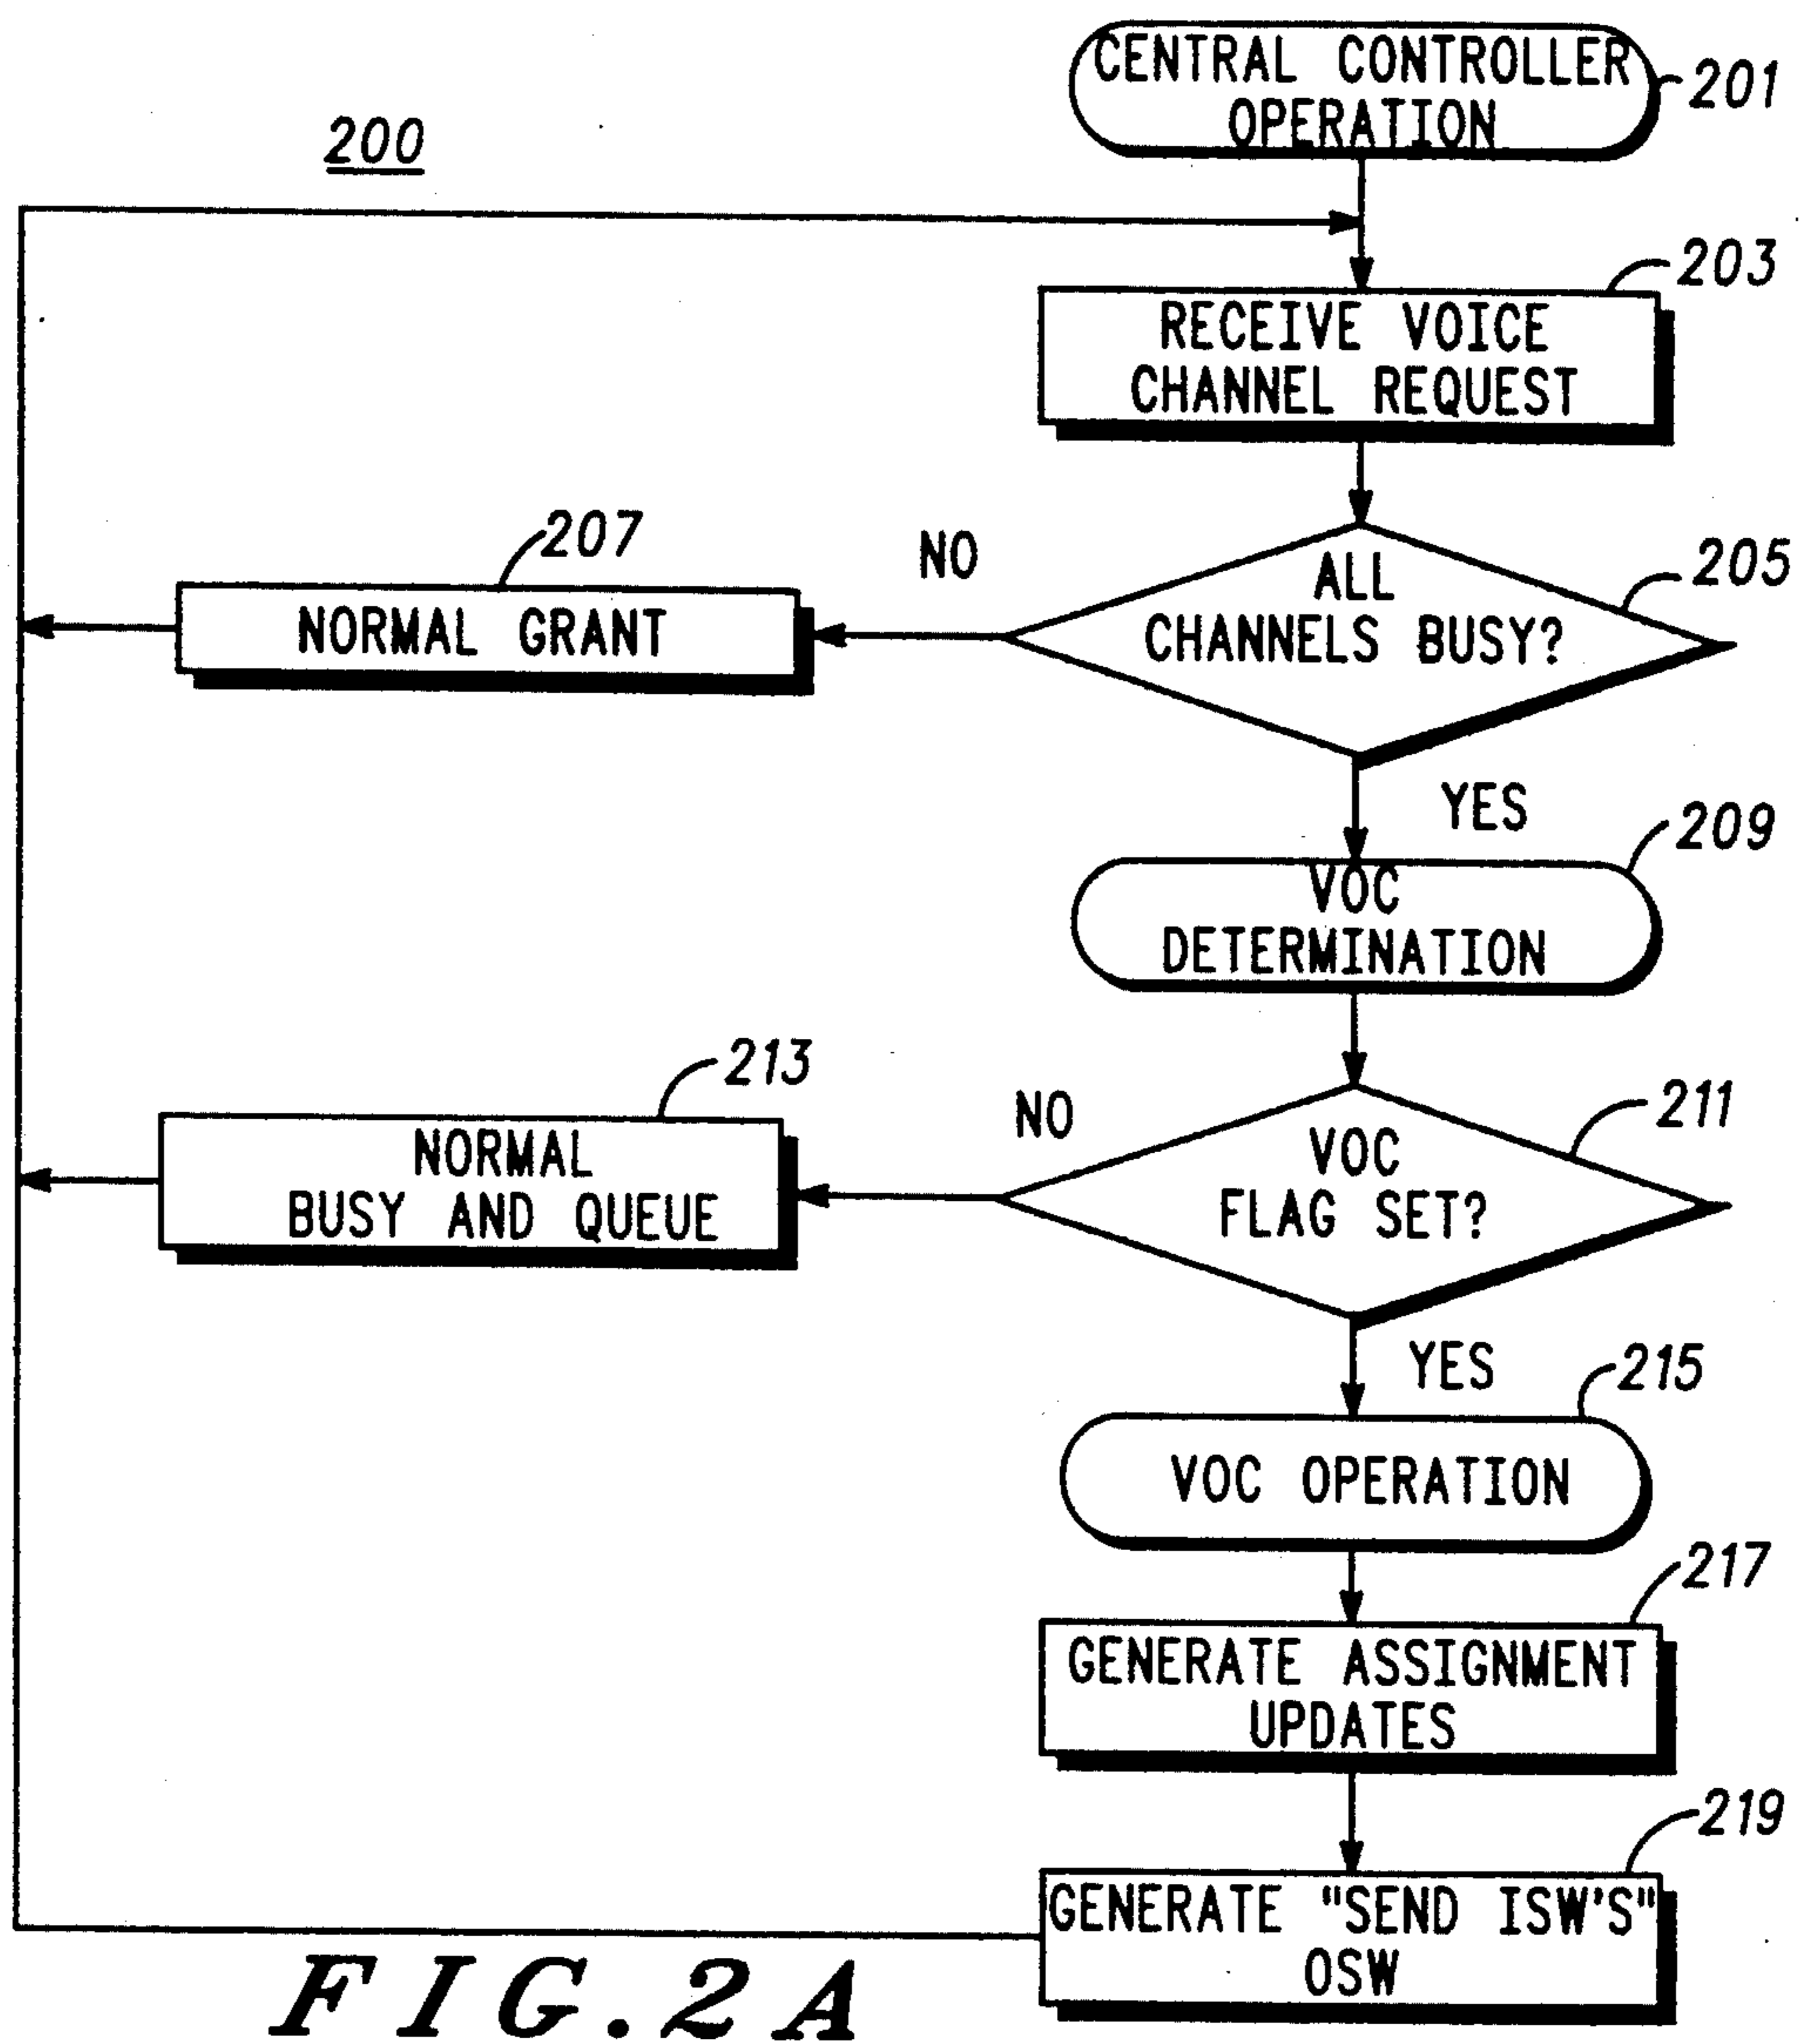 CENTRAL CONTROLLER
OPERATION
201
200
203
RECEIVE VOICE
CHANNEL REQUEST
207
NO
205
ALL
CHANNELS BUSY?
NORMAL GRANT
YES
209
VOC
DETERMINATION
213
NO
211
VOC
FLAG SET?
NORMAL
BUSY AND QUEUE
YES
215
VOC OPERATION
217
GENERATE ASSIGNMENT
UPDATES
219
GENERATE "SEND ISW'S"
OSW
FIG.2A